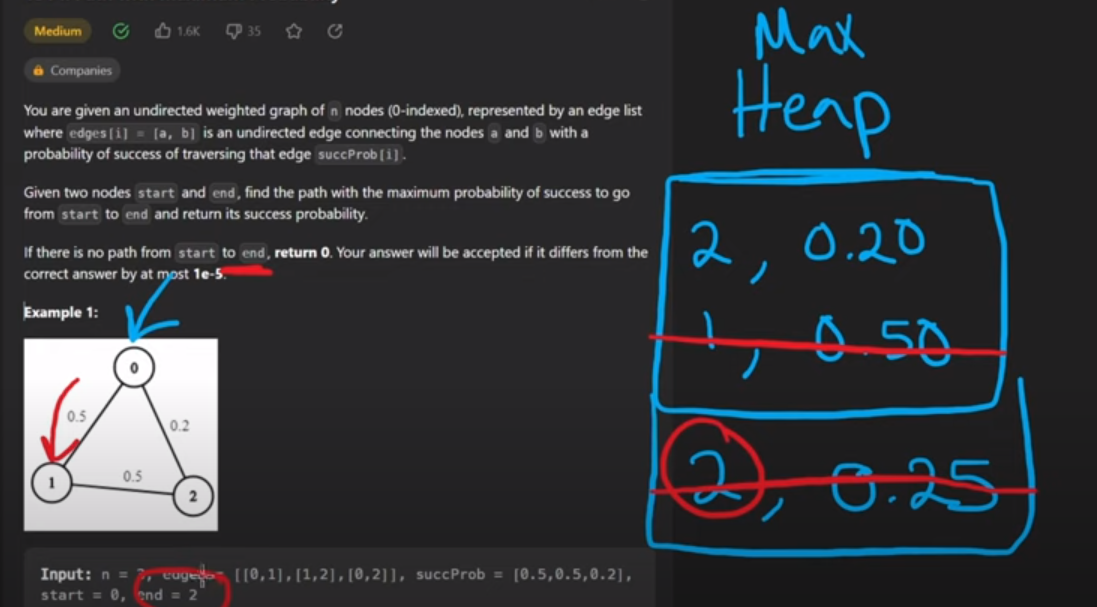 Medium 1.6K 35
Companies
You are given an undirected weighted graph of n nodes (0-indexed), represented by an edge list
where edges[i] = [a, b] is an undirected edge connecting the nodes a and b with a
probability of success of traversing that edge succProb[i].
Given two nodes start and end, find the path with the maximum probability of success to go
from start to end and return its success probability.
If there is no path from start to end, return 0. Your answer will be accepted if it differs from the
correct answer by at most 1e-5.
Example 1:
0
0.5
0.2
1
0.5
2
Input: n = [[0,1],[1,2],[0,2]], succProb = [0.5,0.5,0.2],
start = 0, end = 2
Max
Heap
2, 0.20
1, 0.50
2, 0.25